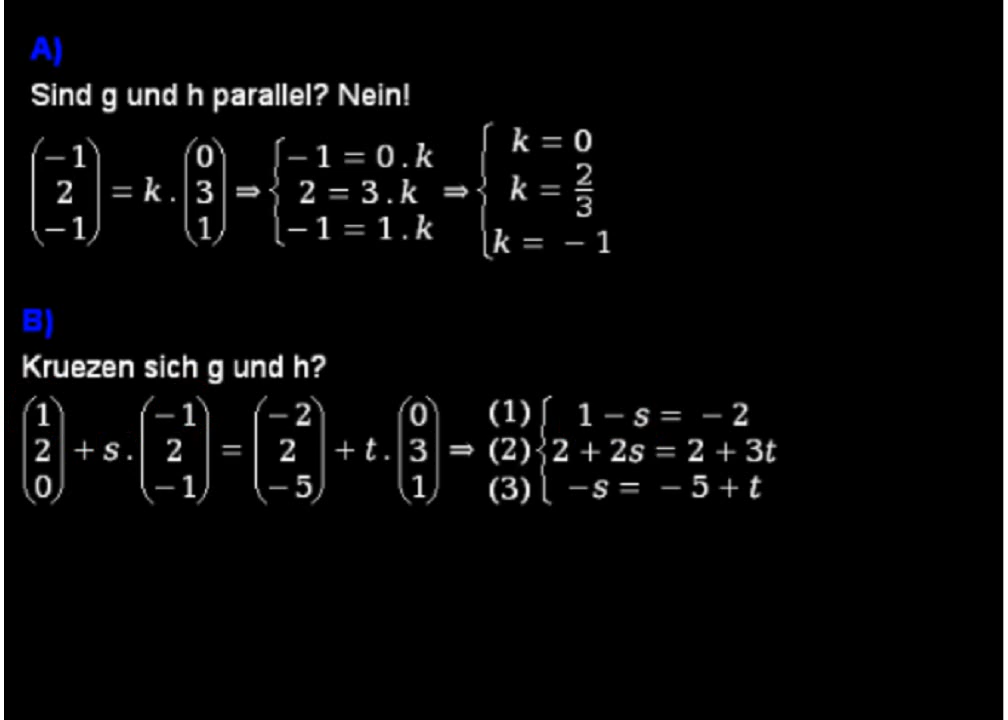 A)
Sind g und h parallel? Nein!
(−1 2 −1) = k . (0 3 1) ⇒ { −1 = 0 . k   2 = 3 . k   −1 = 1 . k ⇒ { k = 0   k = 2/3   k = − 1
B)
Kruezen sich g und h?
(1 2 0) + s . (−1 2 −1) = (−2 2 −5) + t . (0 3 1) ⇒ (1) { 1 − s = − 2
(2) { 2 + 2s = 2 + 3t
(3) { −s = − 5 + t